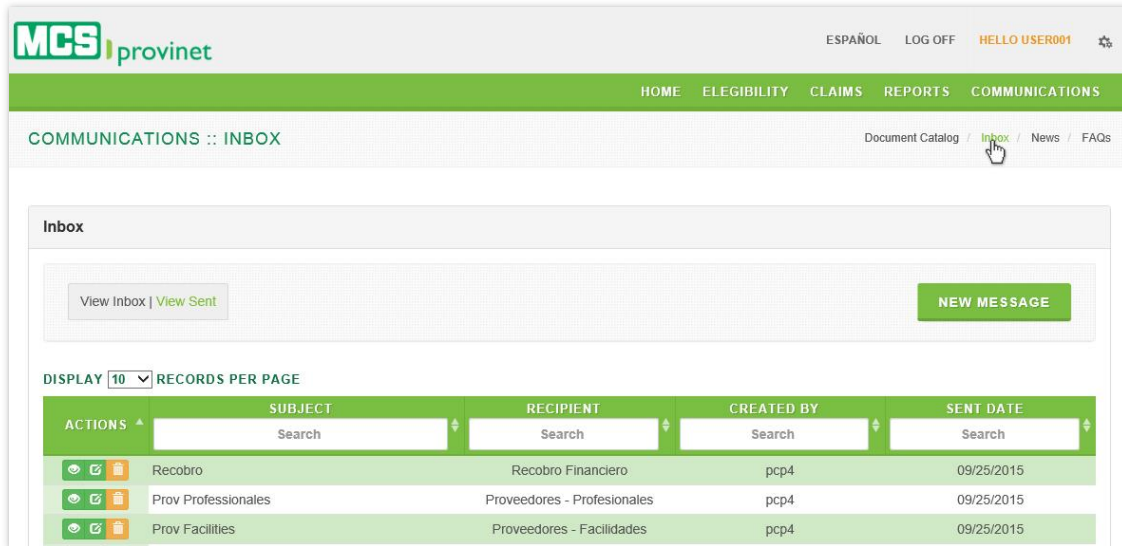 MCS provinet
ESPAÑOL LOG OFF HELLO USER001
HOME ELEGIBILITY CLAIMS REPORTS COMMUNICATIONS
COMMUNICATIONS :: INBOX
Document Catalog / Inbox / News / FAQs
Inbox
View Inbox | View Sent
NEW MESSAGE
DISPLAY 10 RECORDS PER PAGE
ACTIONS SUBJECT RECIPIENT CREATED BY SENT DATE
Search Search Search Search
Recobro Recobro Financiero pcp4 09/25/2015
Prov Professionales Proveedores - Profesionales pcp4 09/25/2015
Prov Facilities Proveedores - Facilidades pcp4 09/25/2015